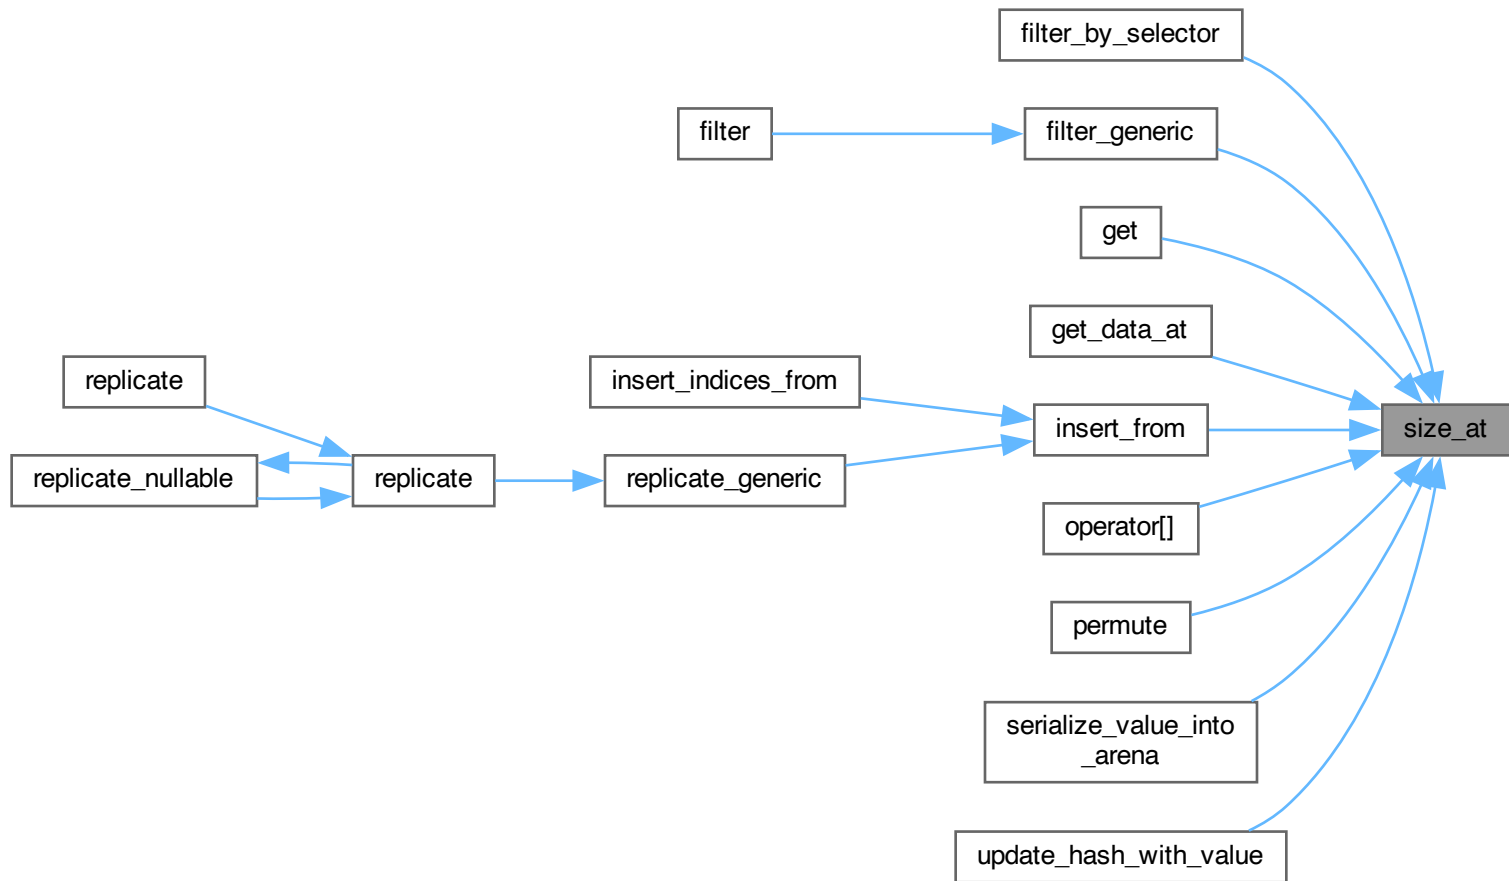 filter_by_selector
filter
filter_generic
get
get_data_at
replicate
insert_indices_from
insert_from
size_at
replicate_nullable
replicate
replicate_generic
operator[]
permute
serialize_value_into
_arena
update_hash_with_value